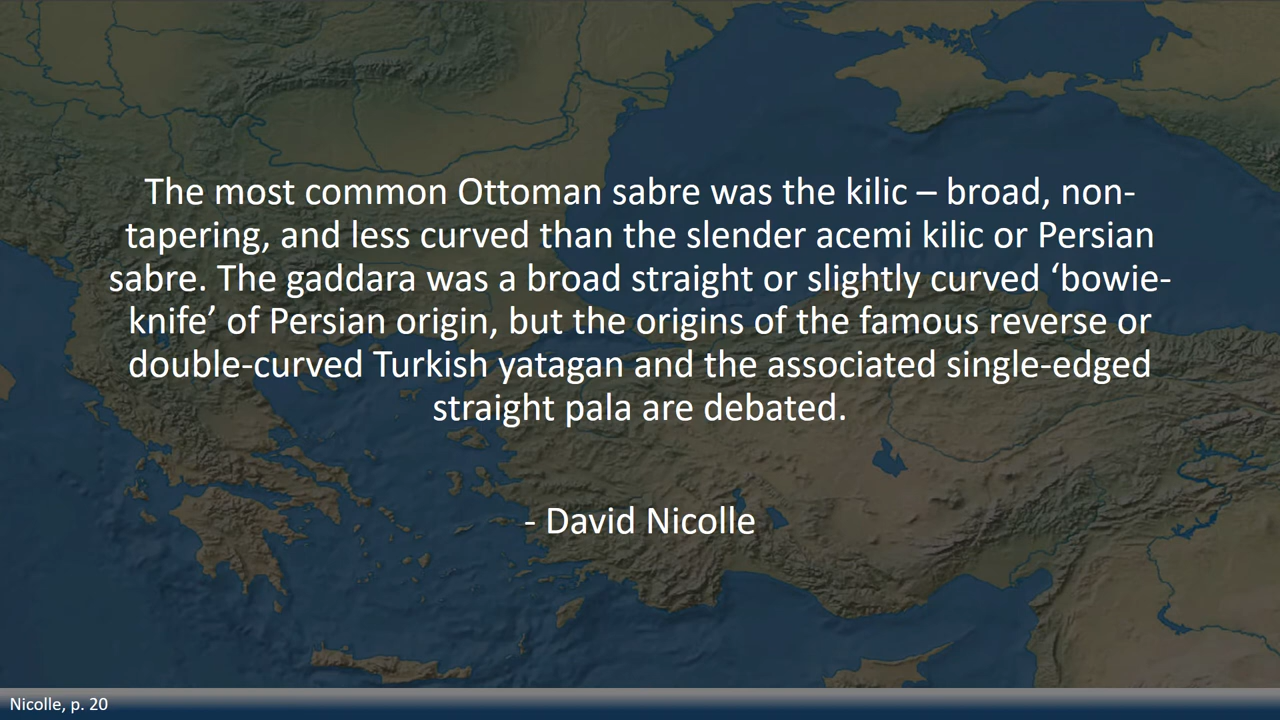 The most common Ottoman sabre was the kilic – broad, non-
tapering, and less curved than the slender acemi kilic or Persian
sabre. The gaddara was a broad straight or slightly curved ‘bowie-
knife’ of Persian origin, but the origins of the famous reverse or
double-curved Turkish yatagan and the associated single-edged
straight pala are debated.
- David Nicolle
Nicolle, p. 20